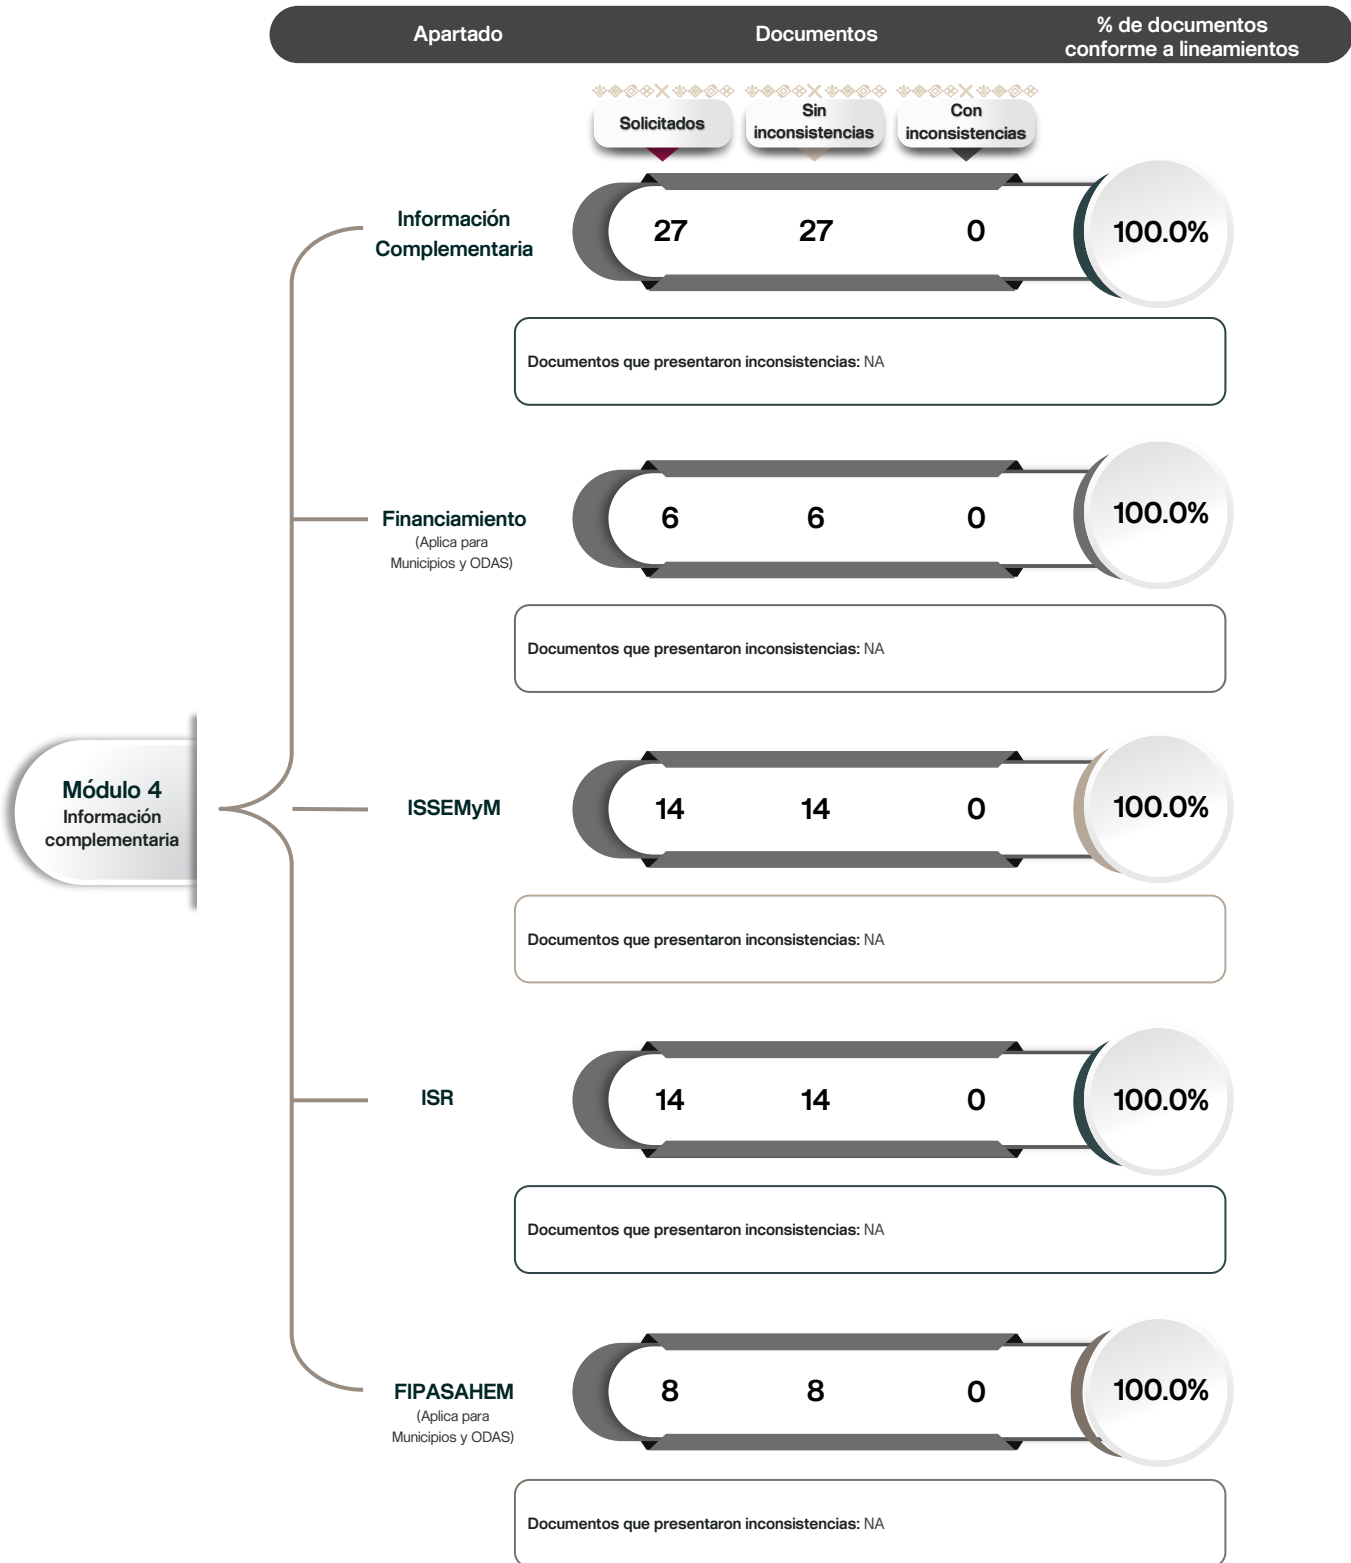 Apartado
Documentos
% de documentos
conforme a lineamientos
Solicitados
Sin
inconsistencias
Con
inconsistencias
Información
Complementaria
27
27
0
100.0%
Documentos que presentaron inconsistencias: NA
Financiamiento
(Aplica para
Municipios y ODAS)
6
6
0
100.0%
Documentos que presentaron inconsistencias: NA
Módulo 4
Información
complementaria
ISSEMyM
14
14
0
100.0%
Documentos que presentaron inconsistencias: NA
ISR
14
14
0
100.0%
Documentos que presentaron inconsistencias: NA
FIPASAHEM
(Aplica para
Municipios y ODAS)
8
8
0
100.0%
Documentos que presentaron inconsistencias: NA